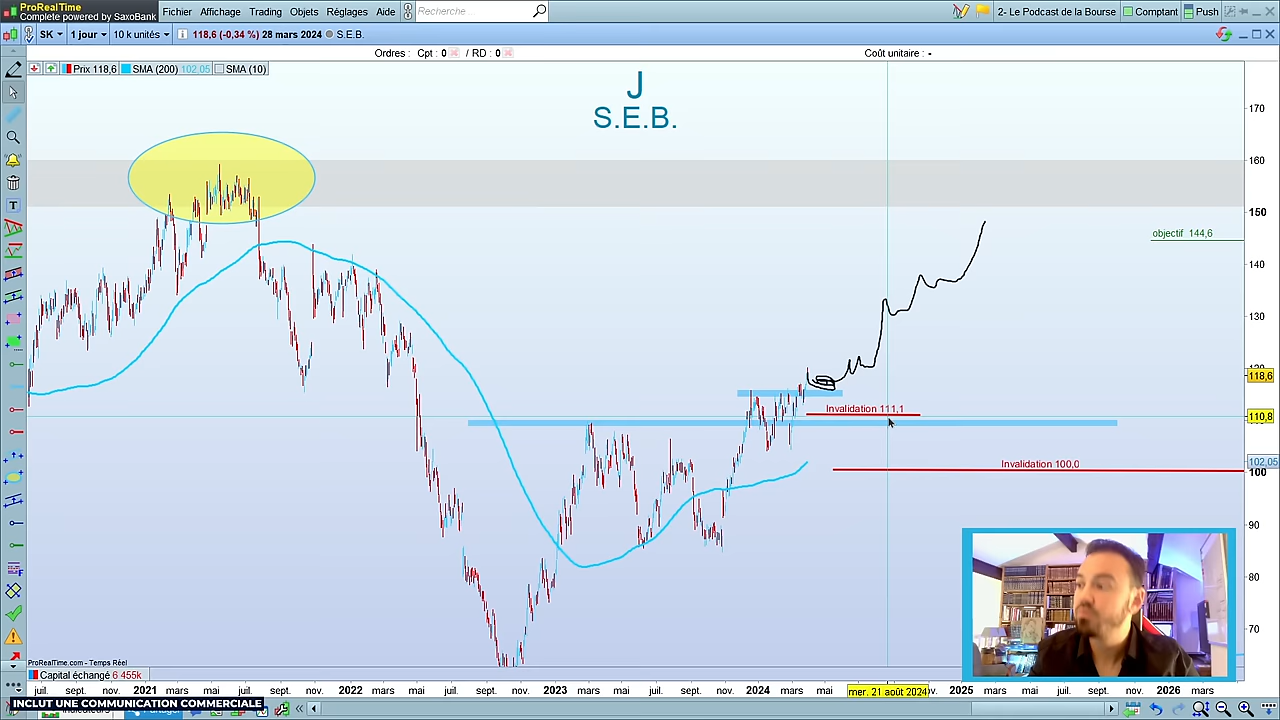 ProRealTime
Complete powered by SaxoBank
Fichier Affichage Trading Objets Réglages Aide
Recherche
2- Le Podcast de la Bourse
Comptant
Push
SK
1 jour
10 k unités
118,6 (-0,34 %) 28 mars 2024
S.E.B.
Ordres : Cpt : 0 / RD : 0
Coût unitaire : -
Prix 118,6 SMA (200) 102,05 SMA (10)
J
S.E.B.
170
160
150
objectif 144,6
140
130
118,6
Invalidation 111,1
110,8
Invalidation 100,0
102,05
100
90
80
70
ProRealTime.com - Temps Réel
Capital échangé 6 455k
juil. sept. nov. 2021 mars mai juil. sept. nov. 2022 mars mai juil. sept. nov. 2023 mars mai juil. sept. nov. 2024 mars mai mer. 21 août 2024 2025 mars mai juil. sept. nov. 2026 mars
INCLUT UNE COMMUNICATION COMMERCIALE